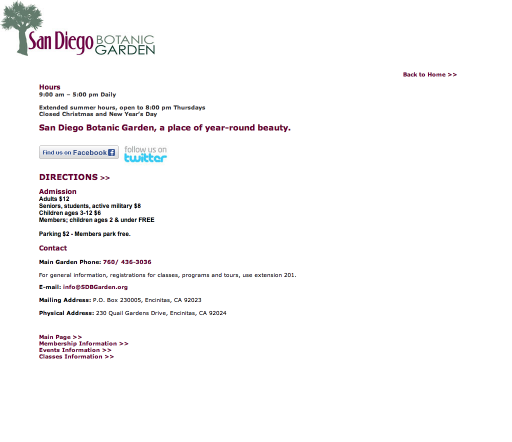 San Diego BOTANIC GARDEN
Back to Home >>
Hours
9:00 am – 5:00 pm Daily
Extended summer hours, open to 8:00 pm Thursdays
Closed Christmas and New Year's Day
San Diego Botanic Garden, a place of year-round beauty.
Find us on Facebook
follow us on twitter
DIRECTIONS >>
Admission
Adults $12
Seniors, students, active military $8
Children ages 3-12 $6
Members; children ages 2 & under FREE
Parking $2 - Members park free.
Contact
Main Garden Phone: 760/ 436-3036
For general information, registrations for classes, programs and tours, use extension 201.
E-mail: info@SDBGarden.org
Mailing Address: P.O. Box 230005, Encinitas, CA 92023
Physical Address: 230 Quail Gardens Drive, Encinitas, CA 92024
Main Page >>
Membership Information >>
Events Information >>
Classes Information >>